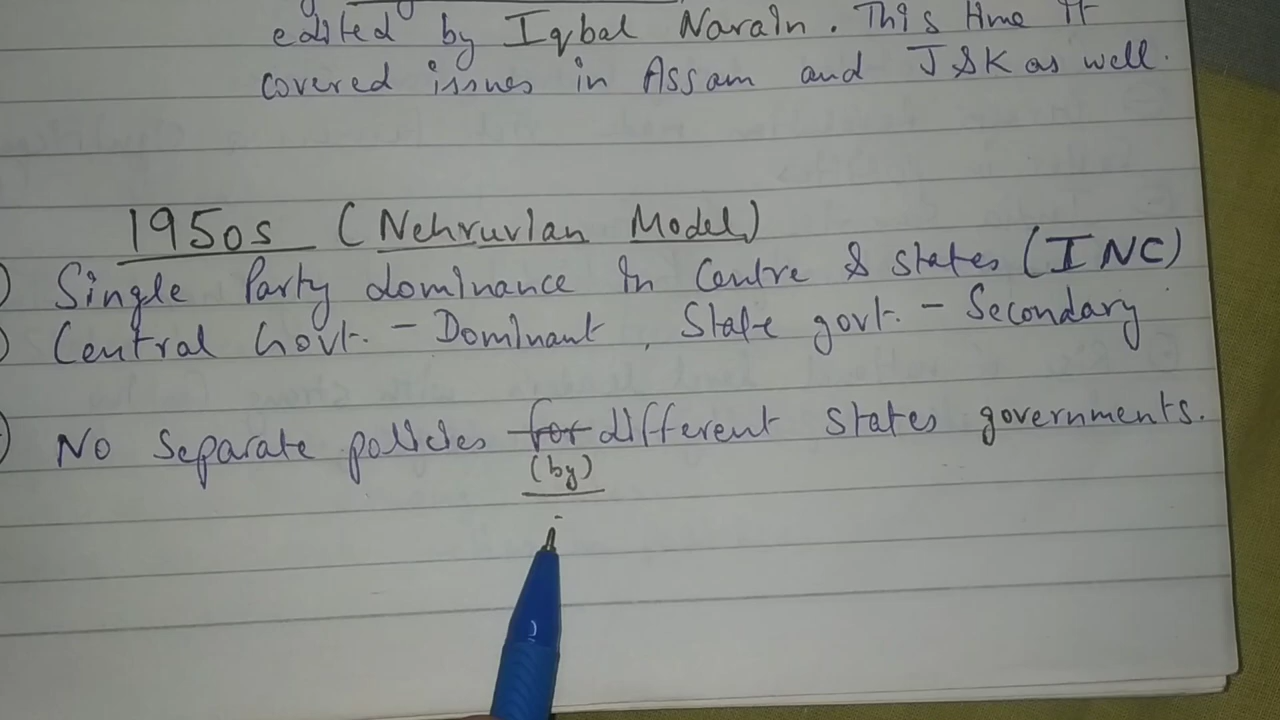 edited by Iqbal Narain. This time it
covered issues in Assam and J&K as well.
1950s (Nehruvian Model)
Single Party dominance in Centre & states (INC)
Central Govt. - Dominant, State govt. - Secondary
No separate policies for different states governments.
(by)